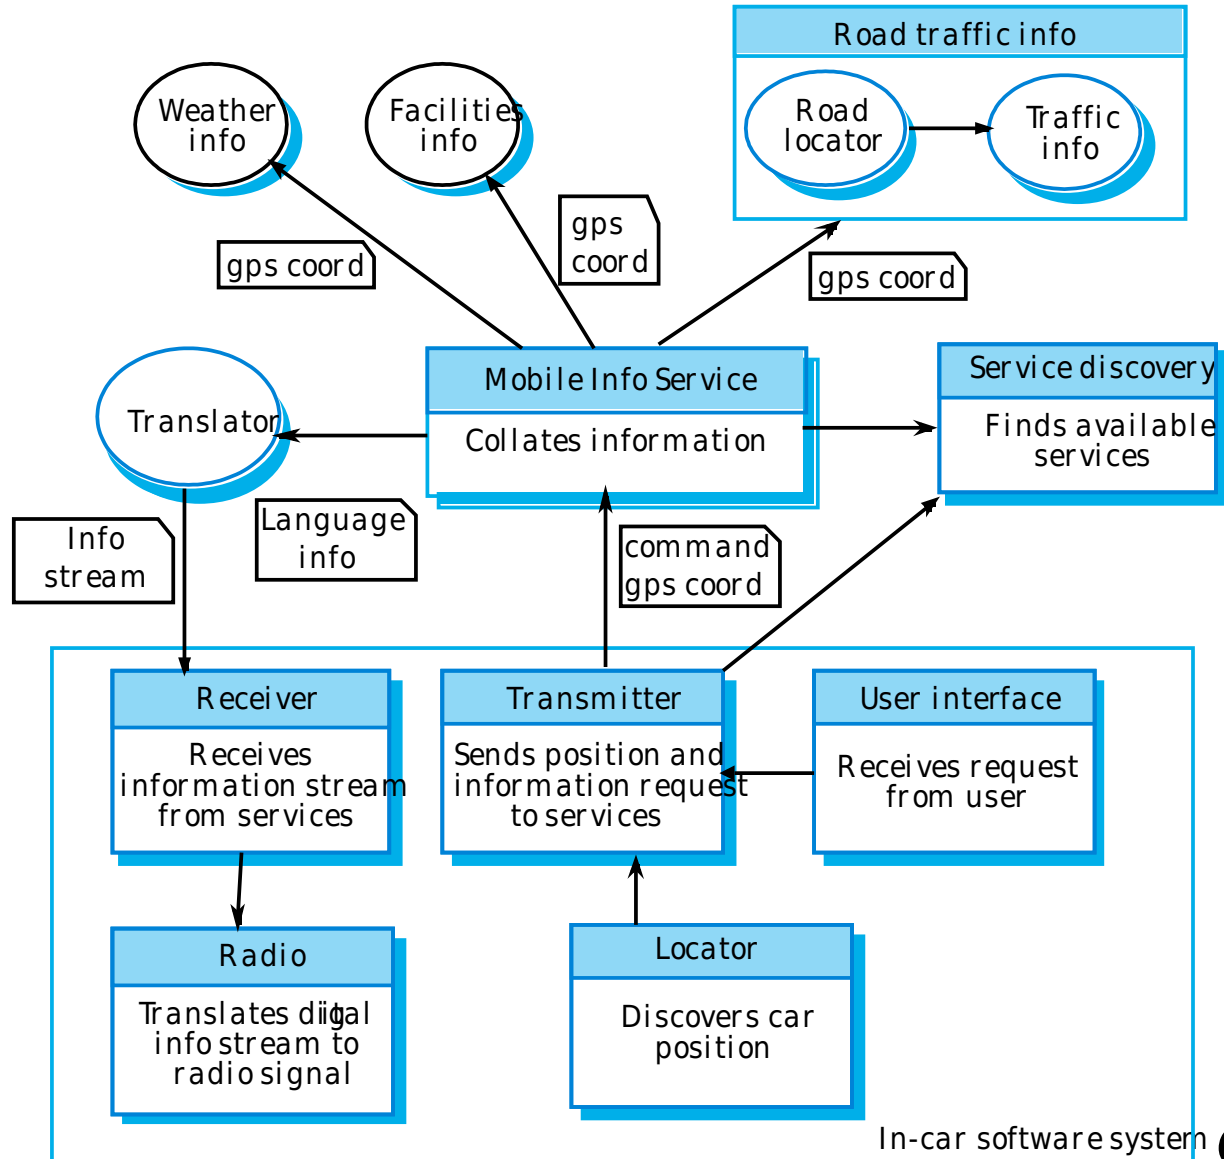 Road traffic info
Weather
info
Facilities
info
Road
locator
Traffic
info
gps
coord
gps coord
gps coord
Mobile Info Service
Collates information
Service discovery
Finds available
services
Translator
Info
stream
Language
info
command
gps coord
Receiver
Receives
information stream
from services
Transmitter
Sends position and
information request
to services
User interface
Receives request
from user
Radio
Translates digital
info stream to
radio signal
Locator
Discovers car
position
In-car software system